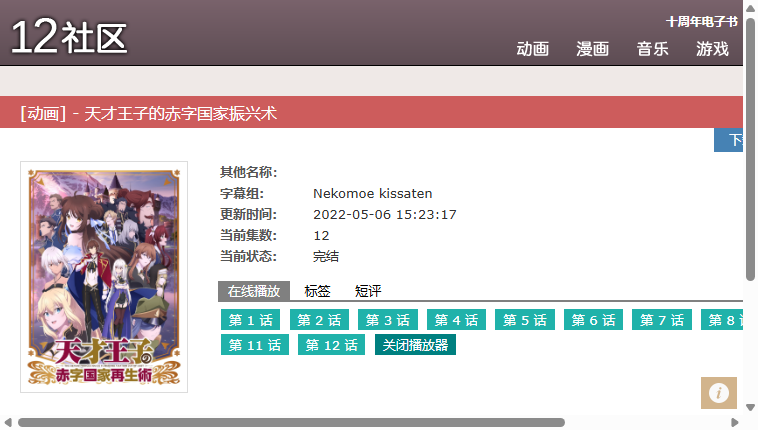 12社区
十周年电子书
动画 漫画 音乐 游戏
[动画] - 天才王子的赤字国家振兴术
下
其他名称:
字幕组: Nekomoe kissaten
更新时间: 2022-05-06 15:23:17
当前集数: 12
当前状态: 完结
在线播放 标签 短评
第 1 话 第 2 话 第 3 话 第 4 话 第 5 话 第 6 话 第 7 话 第 8
第 11 话 第 12 话 关闭播放器
天才王子の
赤字国家再生術
i